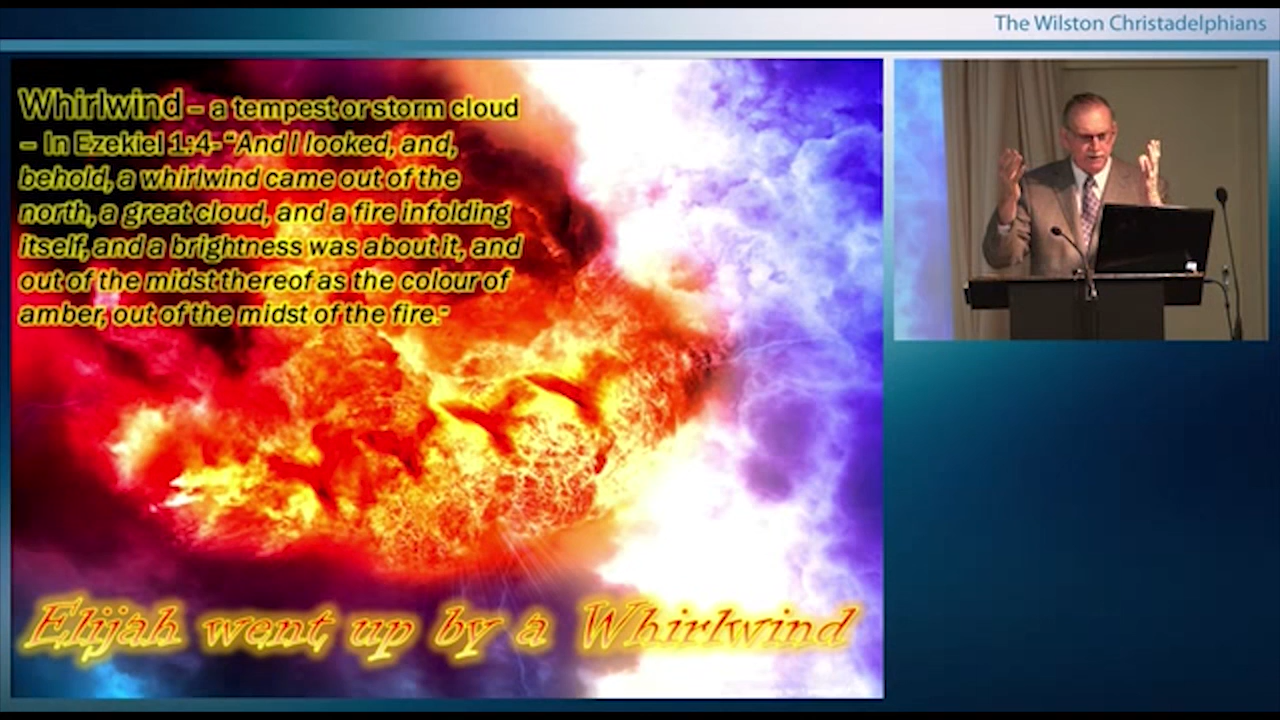 The Wilston Christadelphians
Whirlwind – a tempest or storm cloud
– In Ezekiel 1:4- "And I looked, and,
behold, a whirlwind came out of the
north, a great cloud, and a fire infolding
itself, and a brightness was about it, and
out of the midst thereof as the colour of
amber, out of the midst of the fire."
Elijah went up by a Whirlwind